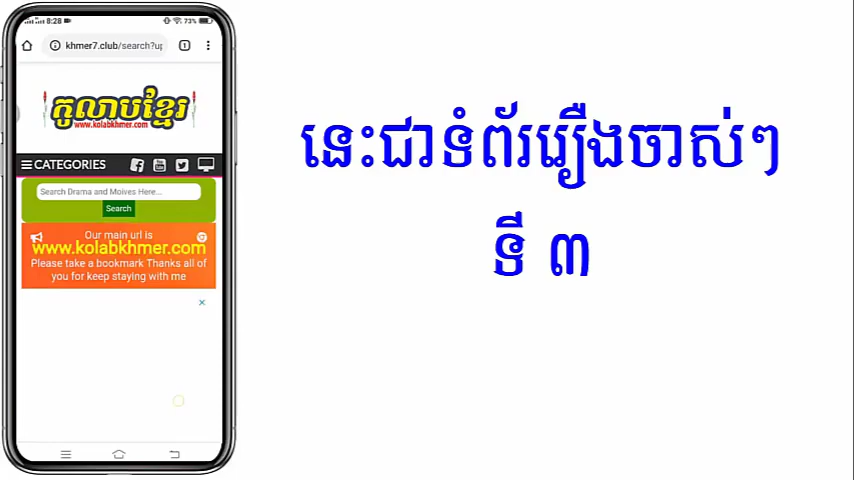 8:28
73%
khmer7.club/search?up
1
កូលាបខ្មែរ
www.kolabkhmer.com
CATEGORIES
Search Drama and Moives Here...
Search
Our main url is
www.kolabkhmer.com
Please take a bookmark Thanks all of
you for keep staying with me
នេះជាទំព័ររឿងចាស់ៗ
ទី ៣